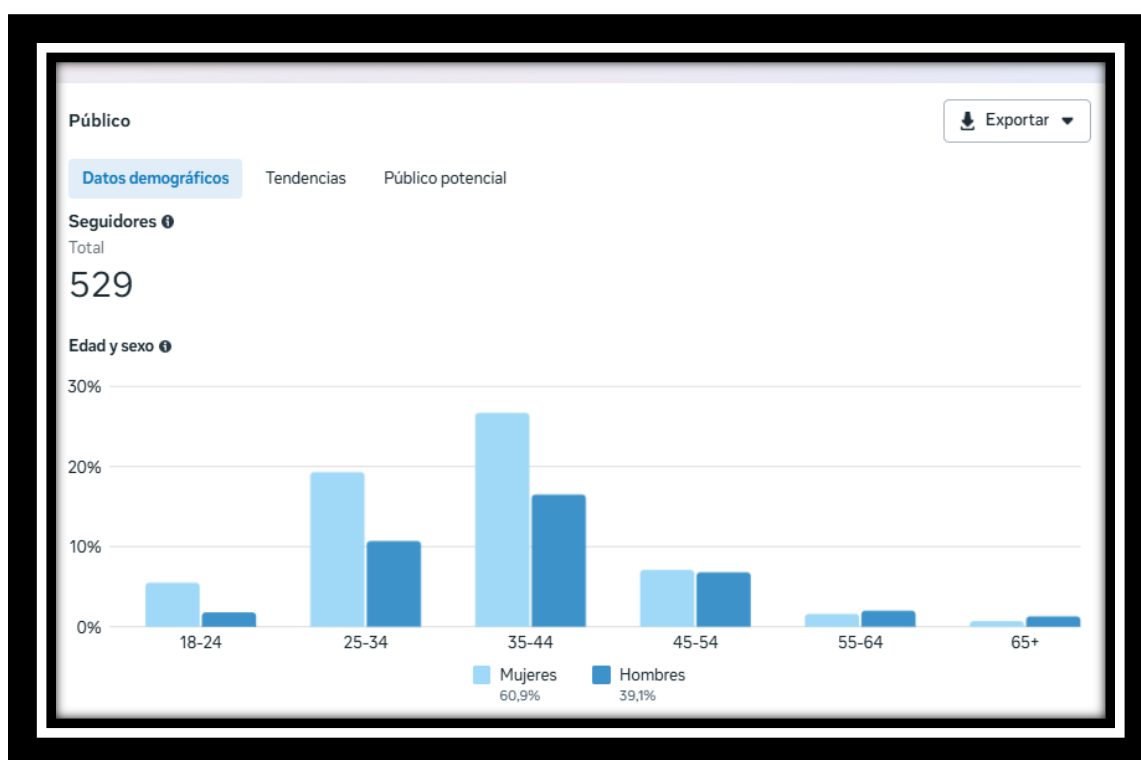 Público
Exportar
Datos demográficos Tendencias Público potencial
Seguidores
Total
529
Edad y sexo
30%
20%
10%
0%
18-24 25-34 35-44 45-54 55-64 65+
Mujeres Hombres
60,9% 39,1%